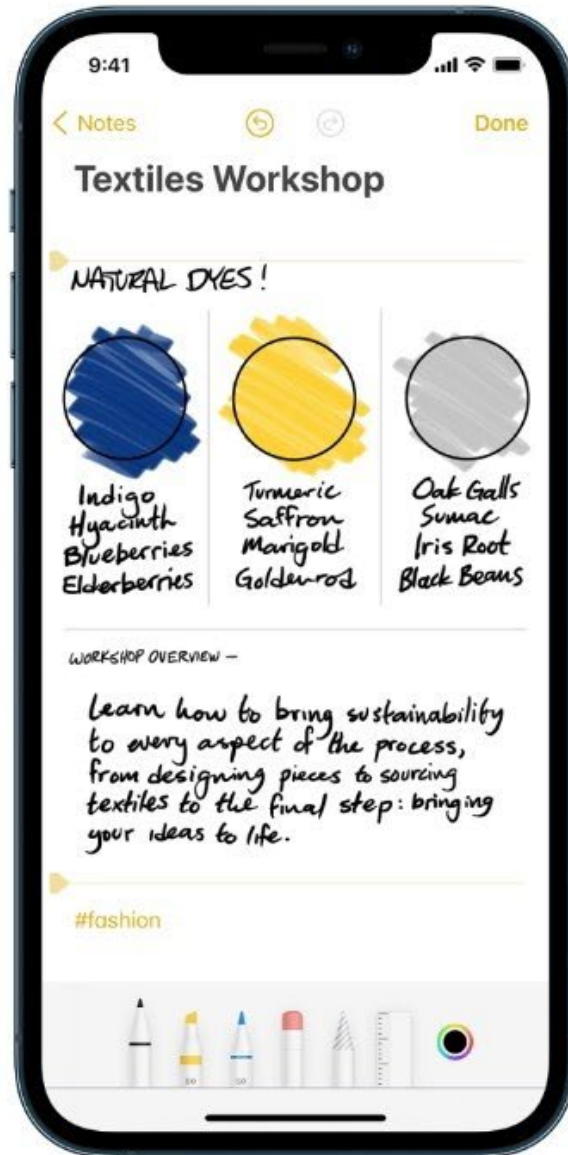 9:41
Notes
Done
Textiles Workshop
NATURAL DYES!
Indigo
Hyacinth
Blueberries
Elderberries
Turmeric
Saffron
Marigold
Goldenrod
Oak Galls
Sumac
Iris Root
Black Beans
WORKSHOP OVERVIEW –
Learn how to bring sustainability
to every aspect of the process,
from designing pieces to sourcing
textiles to the final step: bringing
your ideas to life.
#fashion